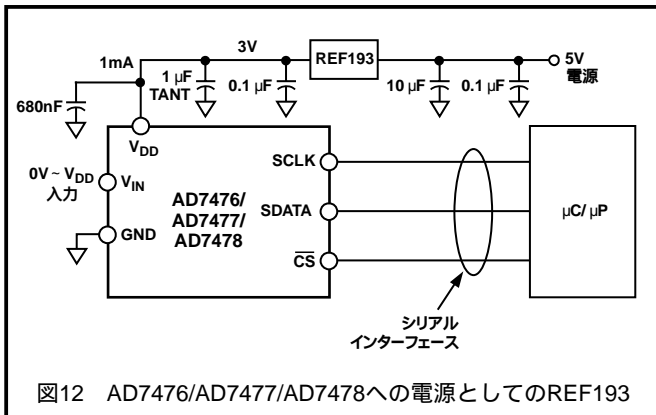 3V
REF193
5V
電源
1mA
1 µF
TANT
0.1 µF
10 µF
0.1 µF
680nF
VDD
0V ~ VDD
入力
VIN
GND
AD7476/
AD7477/
AD7478
SCLK
SDATA
CS
µC/ µP
シリアル
インターフェース
図12 AD7476/AD7477/AD7478への電源としてのREF193